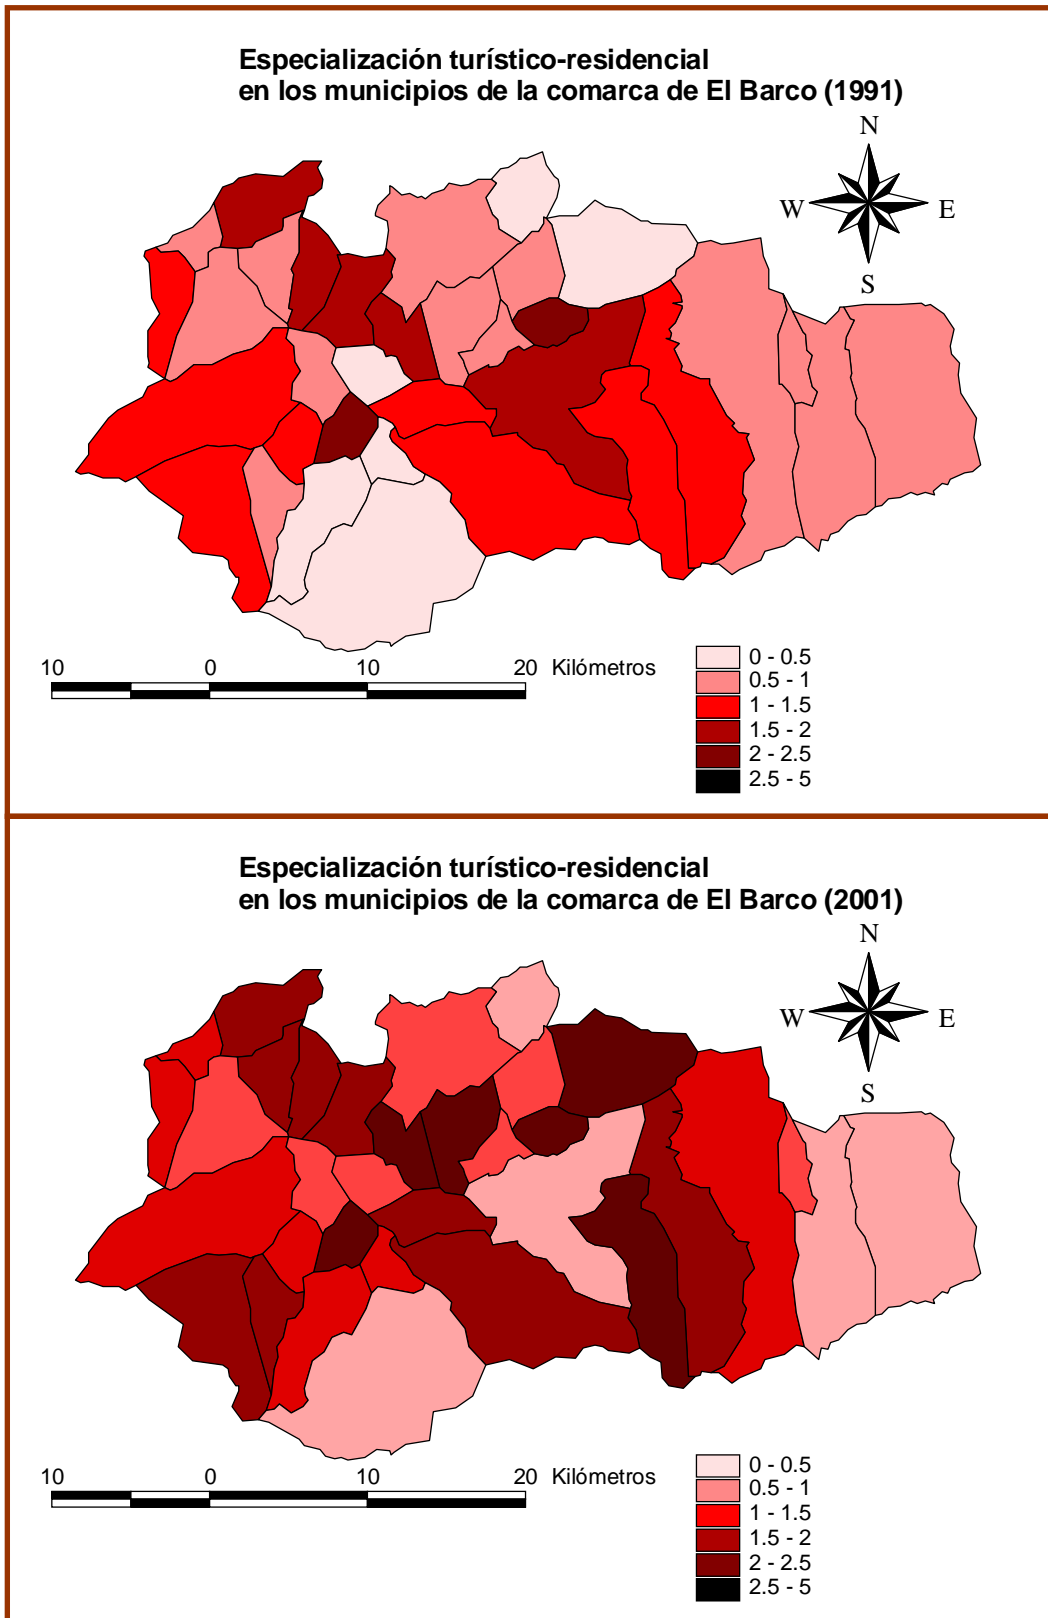 Especialización turístico-residencial
en los municipios de la comarca de El Barco (1991)
N
W E
S
10 0 10 20 Kilómetros
0 - 0.5
0.5 - 1
1 - 1.5
1.5 - 2
2 - 2.5
2.5 - 5
Especialización turístico-residencial
en los municipios de la comarca de El Barco (2001)
N
W E
S
10 0 10 20 Kilómetros
0 - 0.5
0.5 - 1
1 - 1.5
1.5 - 2
2 - 2.5
2.5 - 5